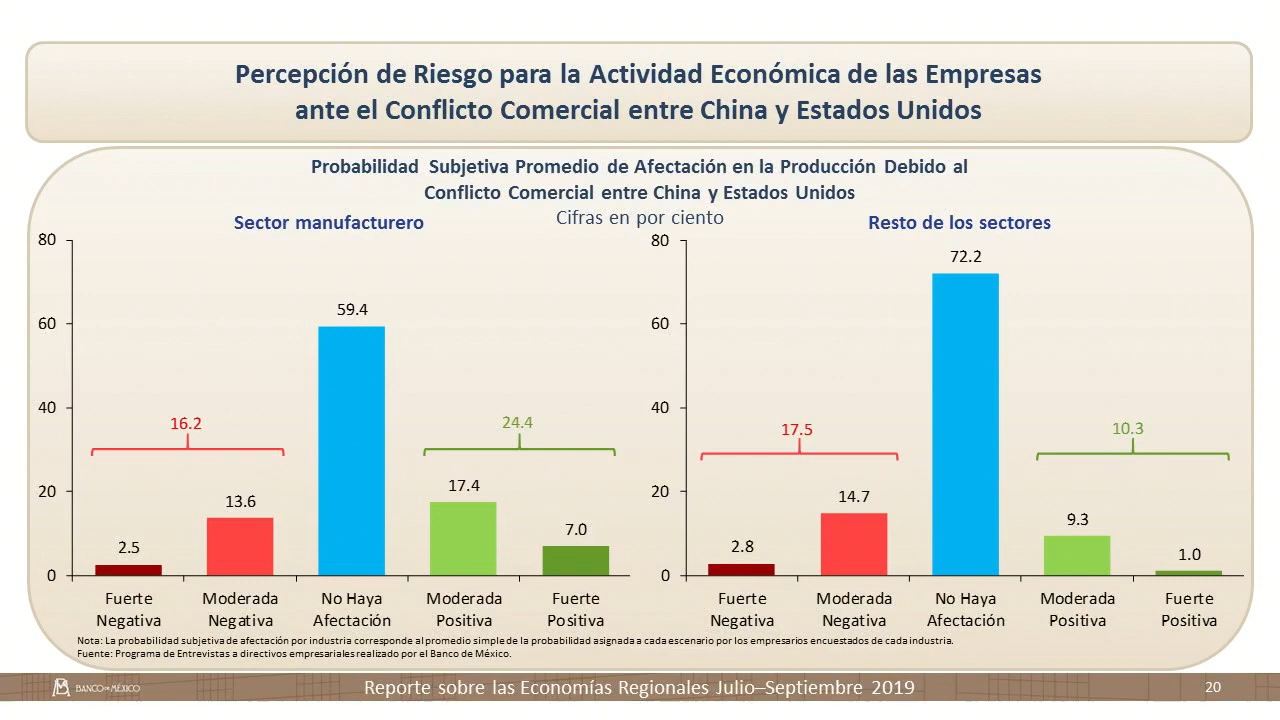 Percepción de Riesgo para la Actividad Económica de las Empresas
ante el Conflicto Comercial entre China y Estados Unidos
Probabilidad Subjetiva Promedio de Afectación en la Producción Debido al
Conflicto Comercial entre China y Estados Unidos
Cifras en por ciento
Sector manufacturero
80
60
40
20
0
2.5
13.6
59.4
17.4
7.0
16.2
24.4
Fuerte
Negativa
Moderada
Negativa
No Haya
Afectación
Moderada
Positiva
Fuerte
Positiva
Resto de los sectores
80
60
40
20
0
2.8
14.7
72.2
9.3
1.0
17.5
10.3
Fuerte
Negativa
Moderada
Negativa
No Haya
Afectación
Moderada
Positiva
Fuerte
Positiva
Nota: La probabilidad subjetiva de afectación por industria corresponde al promedio simple de la probabilidad asignada a cada escenario por los empresarios encuestados de cada industria.
Fuente: Programa de Entrevistas a directivos empresariales realizado por el Banco de México.
BANCO DE MÉXICO
Reporte sobre las Economías Regionales Julio–Septiembre 2019
20